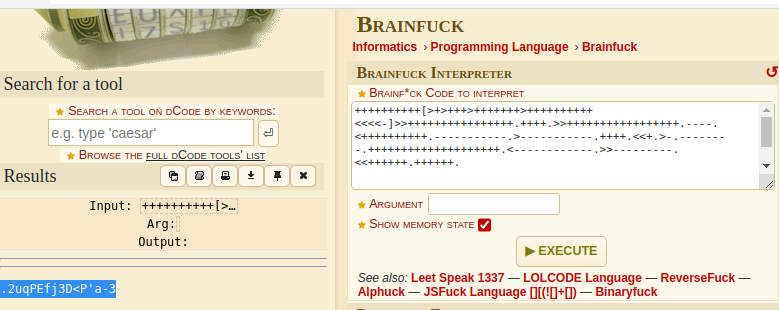 BRAINFUCK
Informatics › Programming Language › Brainfuck
Search for a tool
★ SEARCH A TOOL ON DCODE BY KEYWORDS:
e.g. type 'caesar'
★ BROWSE THE FULL DCODE TOOLS' LIST
Results
Input: ++++++++++[>…
Arg:
Output:
.2uqPEfj3D<P'a-3
BRAINFUCK INTERPRETER
★ BRAINF*CK CODE TO INTERPRET
++++++++++[>+>+++>+++++++>++++++++++
<<<<-]>>++++++++++++++++.++++.>>+++++++++++++++++.----.
<++++++++++.-----------.>-----------.++++.<<+.>-.-------
-.++++++++++++++++++++.<------------.>>---------.
<<++++++.++++++.
★ ARGUMENT
★ SHOW MEMORY STATE
▶ EXECUTE
See also: Leet Speak 1337 — LOLCODE Language — ReverseFuck —
Alphuck — JSFuck Language [][(![]+[])] — Binaryfuck